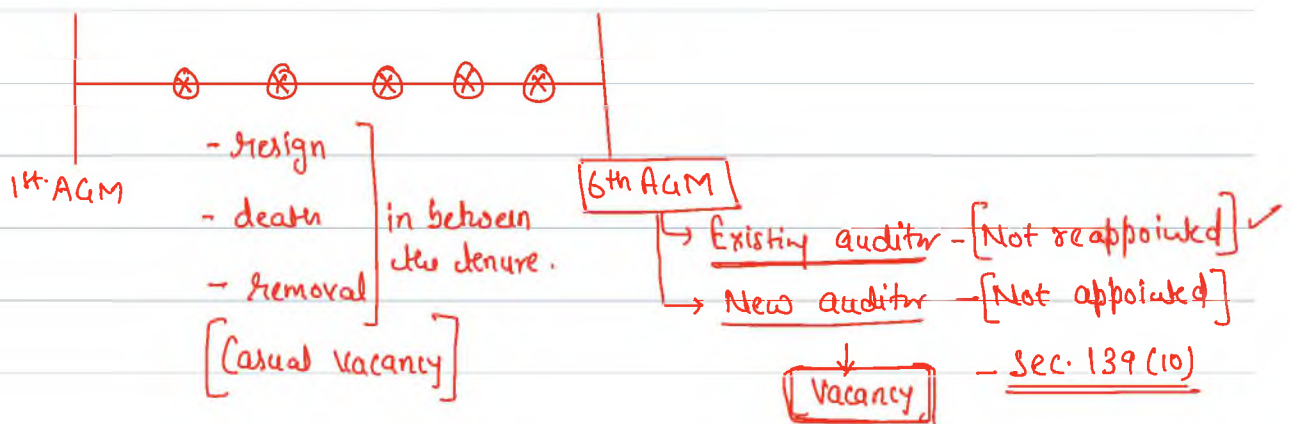 1st. AGM
- resign
- death
- removal
in between
the tenure.
[Casual vacancy]
6th AGM
→ Existing auditor - [Not reappointed] ✓
→ New auditor - [Not appointed]
↓
Vacancy
- Sec. 139 (10)